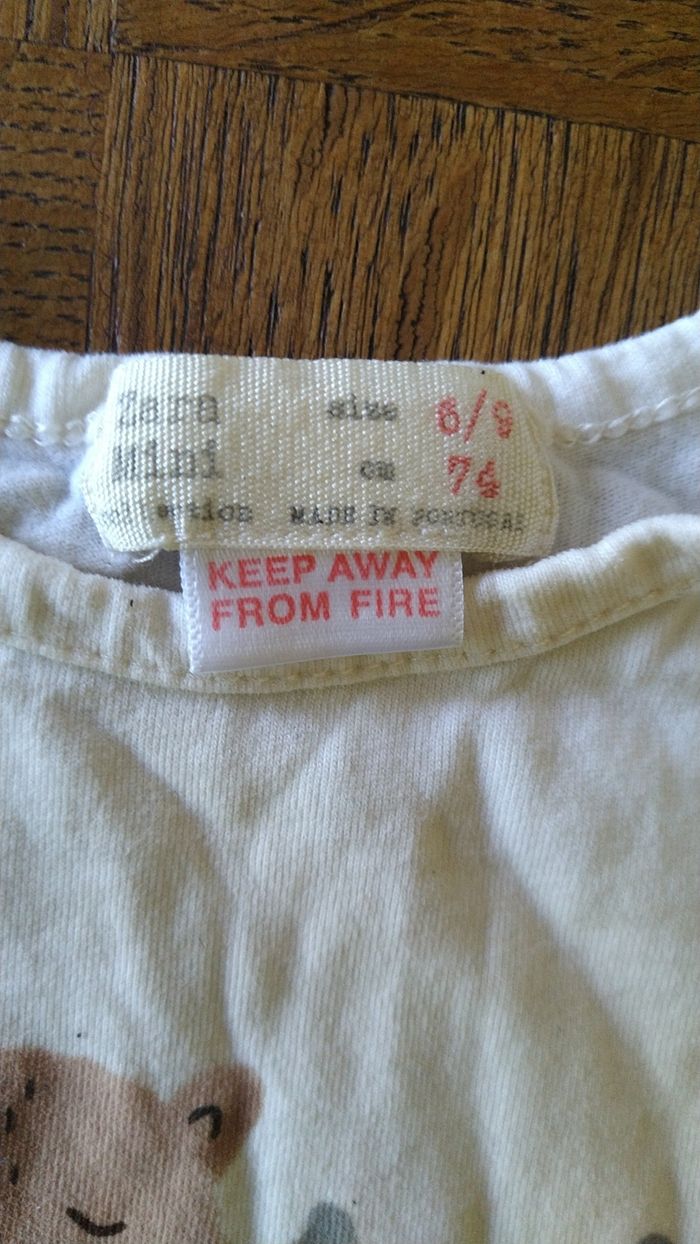 Zara size 6/9
Mini cm 74
MADE IN PORTUGAL
KEEP AWAY
FROM FIRE